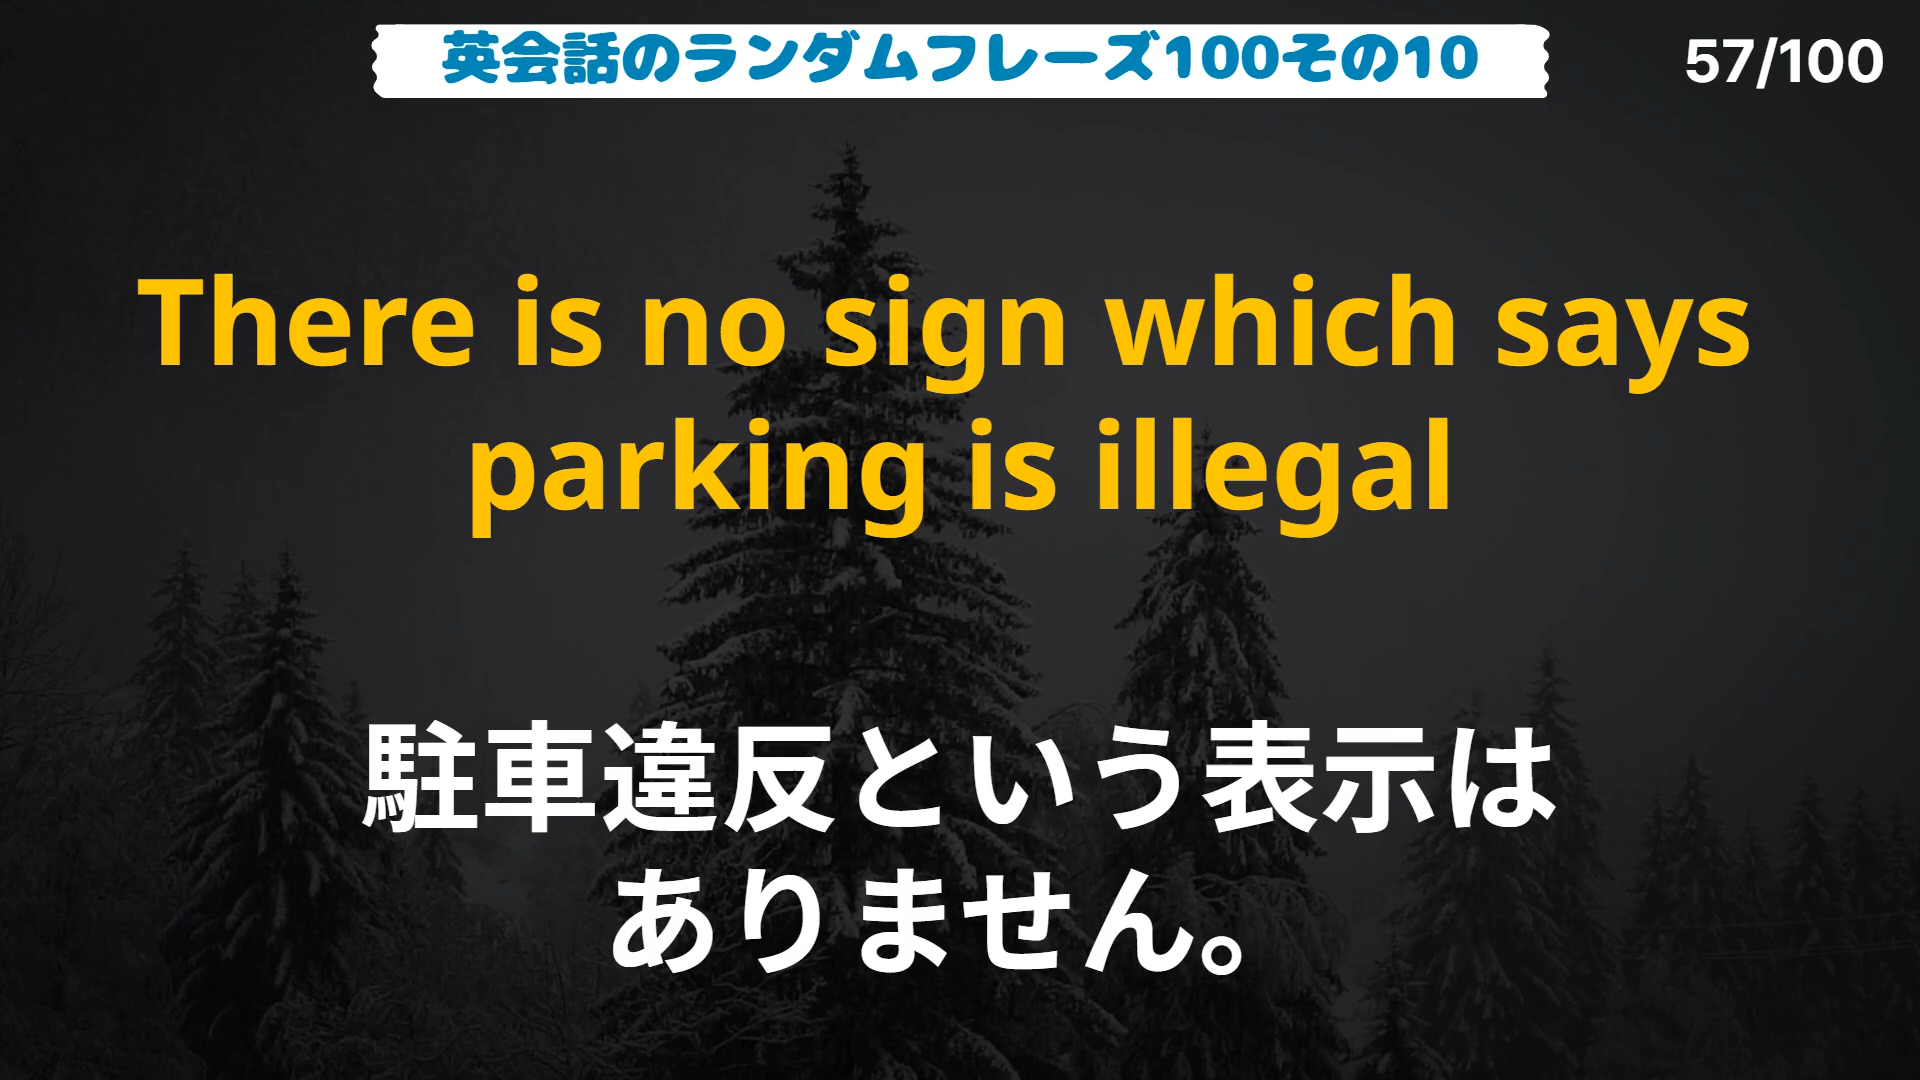 英会話のランダムフレーズ100その10
57/100
There is no sign which says
parking is illegal
駐車違反という表示は
ありません。